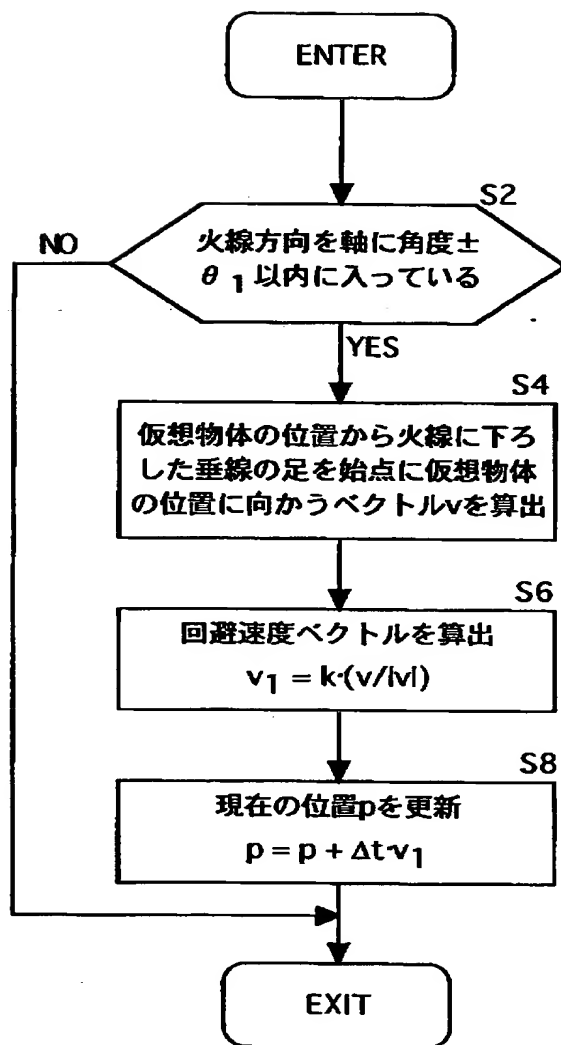 ENTER
S2
NO
火線方向を軸に角度±
θ1以内に入っている
YES
S4
仮想物体の位置から火線に下ろ
した垂線の足を始点に仮想物体
の位置に向かうベクトルvを算出
S6
回避速度ベクトルを算出
v1 = k·(v/|v|)
S8
現在の位置pを更新
p = p + Δt·v1
EXIT